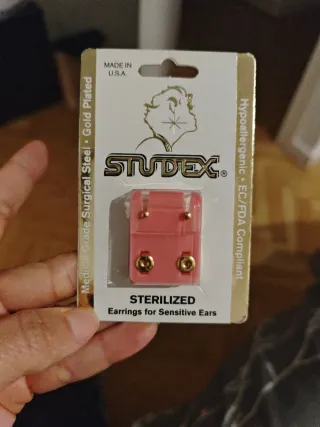 MADE IN
U.S.A.
Medical Grade Surgical Steel • Gold Plated
Hypoallergenic • EC/FDA Compliant
STUDEX®
STERILIZED
Earrings for Sensitive Ears